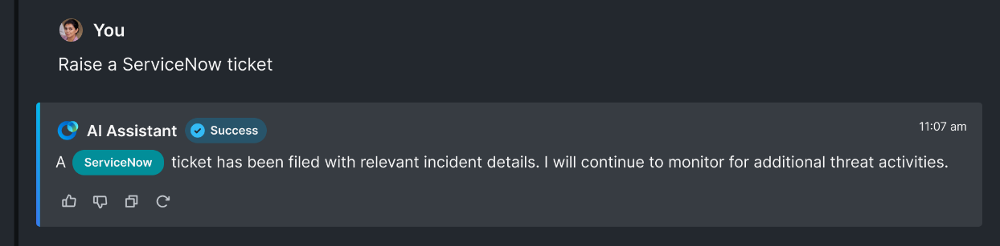 You
Raise a ServiceNow ticket
AI Assistant Success 11:07 am
A ServiceNow ticket has been filed with relevant incident details. I will continue to monitor for additional threat activities.